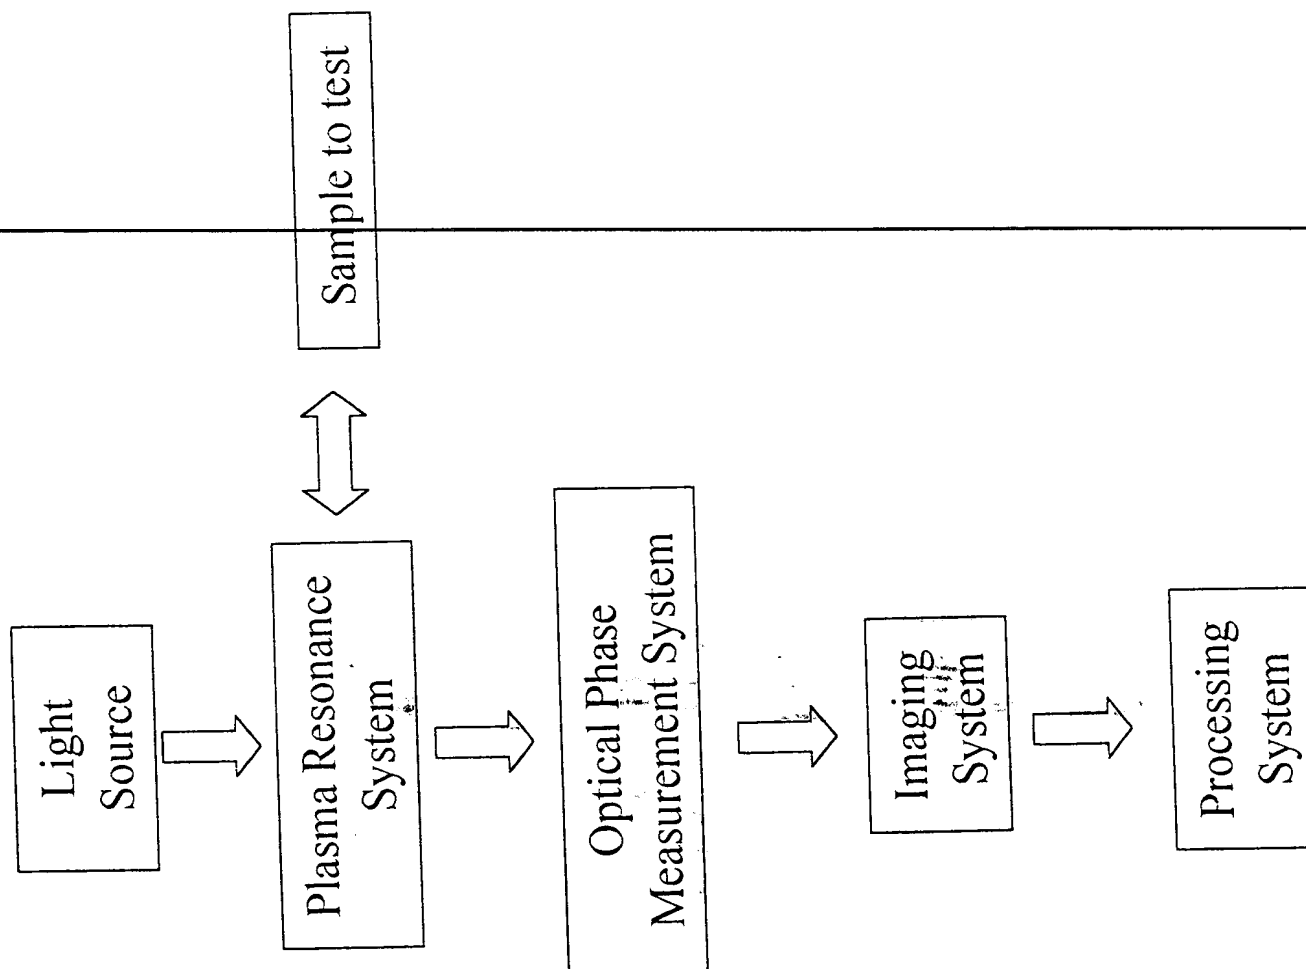 Light
Source
Plasma Resonance
System
Sample to test
Optical Phase
Measurement System
Imaging
System
Processing
System